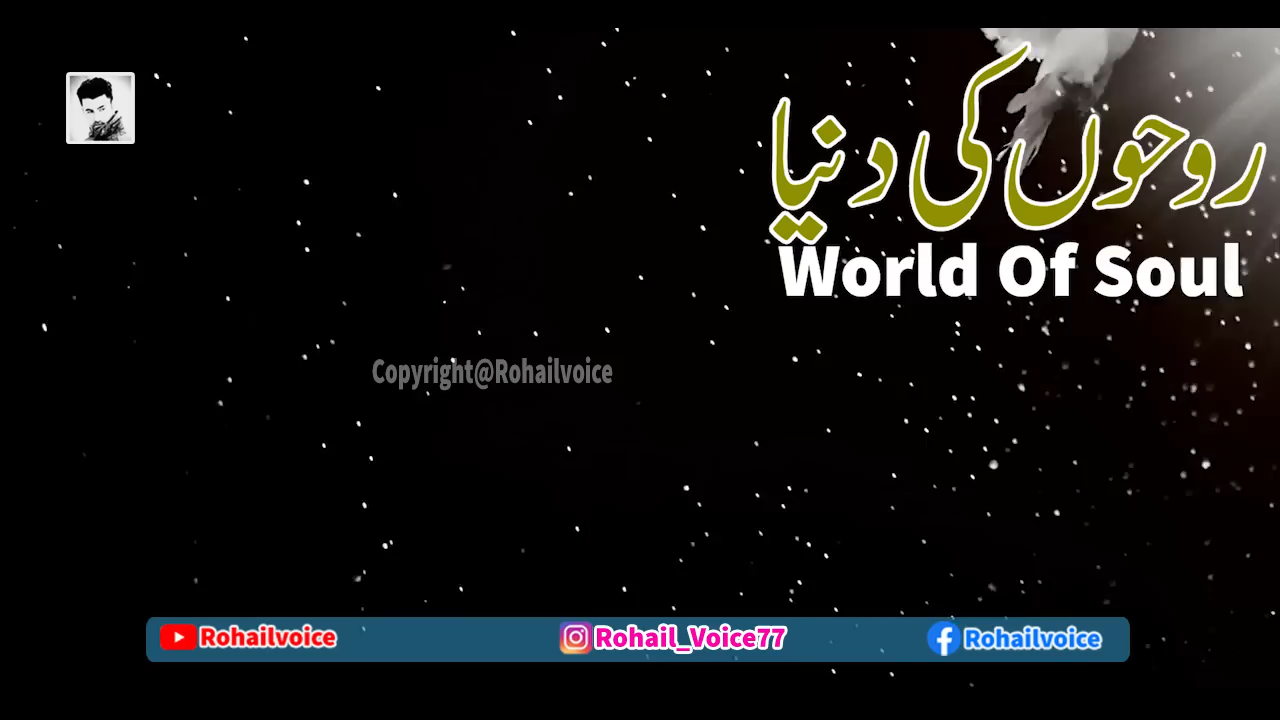 روحوں کی دنیا
World Of Soul
Copyright@Rohailvoice
Rohailvoice
Rohail_Voice77
Rohailvoice